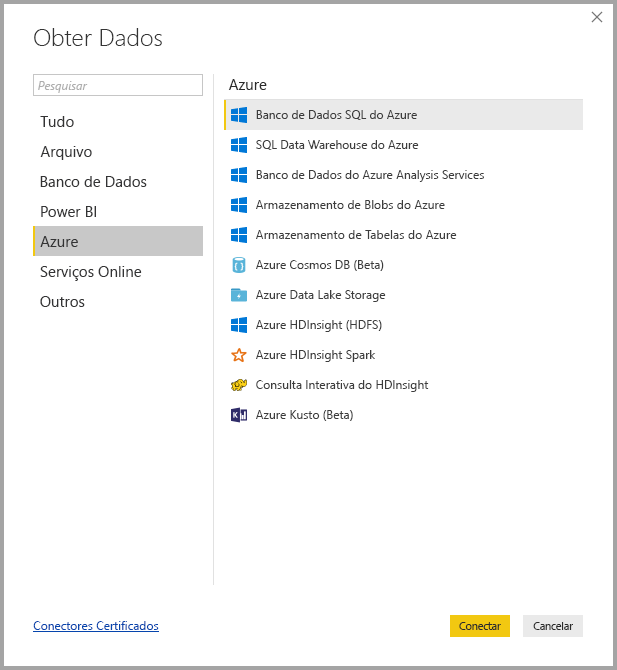 Obter Dados
Pesquisar
Tudo
Arquivo
Banco de Dados
Power BI
Azure
Serviços Online
Outros
Azure
Banco de Dados SQL do Azure
SQL Data Warehouse do Azure
Banco de Dados do Azure Analysis Services
Armazenamento de Blobs do Azure
Armazenamento de Tabelas do Azure
Azure Cosmos DB (Beta)
Azure Data Lake Storage
Azure HDInsight (HDFS)
Azure HDInsight Spark
Consulta Interativa do HDInsight
Azure Kusto (Beta)
Conectores Certificados
Conectar
Cancelar